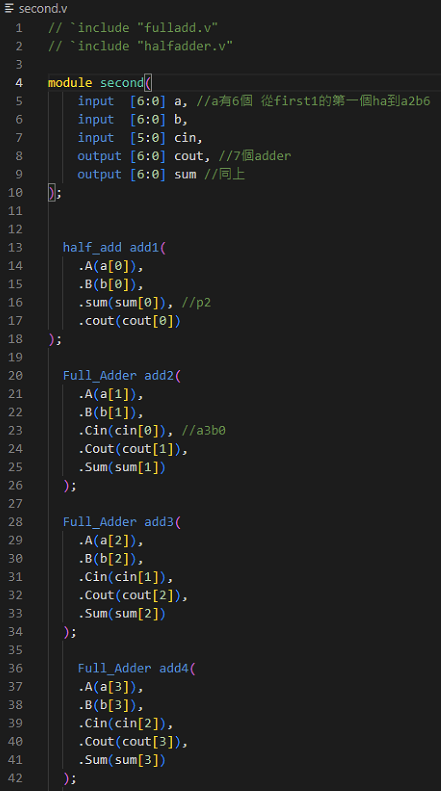 second.v
1 // `include "fulladd.v"
2 // `include "halfadder.v"
3
4 module second(
5 input [6:0] a, //a有6個 從first1的第一個ha到a2b6
6 input [6:0] b,
7 input [5:0] cin,
8 output [6:0] cout, //7個adder
9 output [6:0] sum //同上
10 );
11
12
13 half_add add1(
14 .A(a[0]),
15 .B(b[0]),
16 .sum(sum[0]), //p2
17 .cout(cout[0])
18 );
19
20 Full_Adder add2(
21 .A(a[1]),
22 .B(b[1]),
23 .Cin(cin[0]), //a3b0
24 .Cout(cout[1]),
25 .Sum(sum[1])
26 );
27
28 Full_Adder add3(
29 .A(a[2]),
30 .B(b[2]),
31 .Cin(cin[1]),
32 .Cout(cout[2]),
33 .Sum(sum[2])
34 );
35
36 Full_Adder add4(
37 .A(a[3]),
38 .B(b[3]),
39 .Cin(cin[2]),
40 .Cout(cout[3]),
41 .Sum(sum[3])
42 );